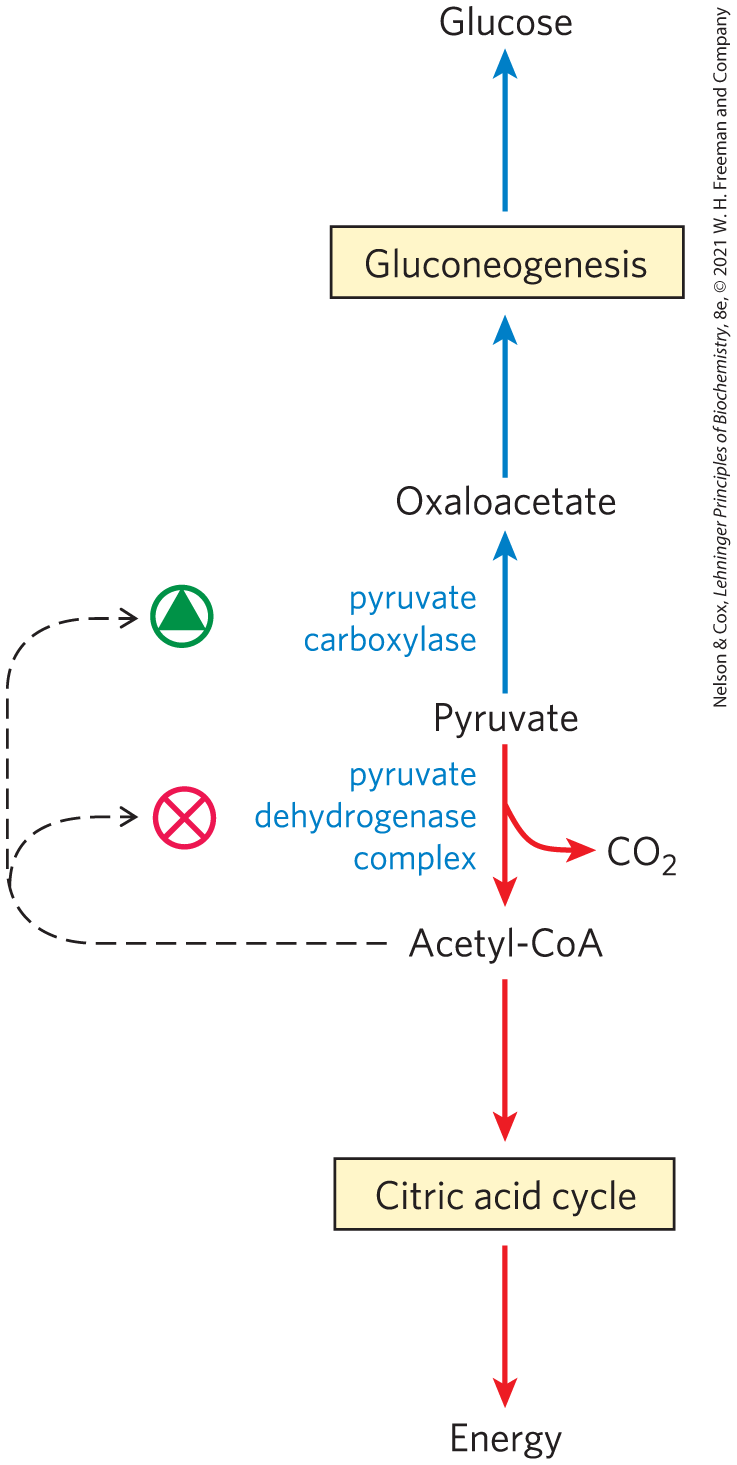 Glucose
Gluconeogenesis
Oxaloacetate
pyruvate
carboxylase
Pyruvate
pyruvate
dehydrogenase
complex
CO₂
Acetyl-CoA
Citric acid cycle
Energy
Nelson & Cox, Lehninger Principles of Biochemistry, 8e, © 2021 W. H. Freeman and Company